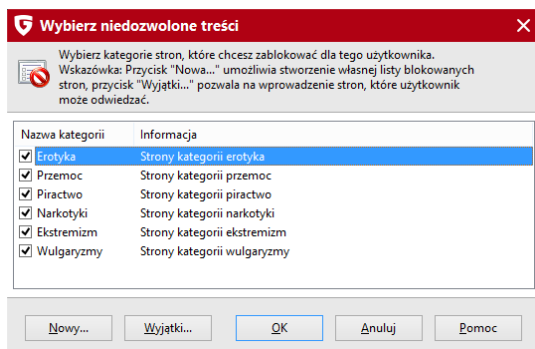 Wybierz niedozwolone treści
Wybierz kategorie stron, które chcesz zablokować dla tego użytkownika.
Wskazówka: Przycisk "Nowa..." umożliwia stworzenie własnej listy blokowanych
stron, przycisk "Wyjątki..." pozwala na wprowadzenie stron, które użytkownik
może odwiedzać.
Nazwa kategorii Informacja
Erotyka Strony kategorii erotyka
Przemoc Strony kategorii przemoc
Piractwo Strony kategorii piractwo
Narkotyki Strony kategorii narkotyki
Ekstremizm Strony kategorii ekstremizm
Wulgaryzmy Strony kategorii wulgaryzmy
Nowy... Wyjątki... OK Anuluj Pomoc